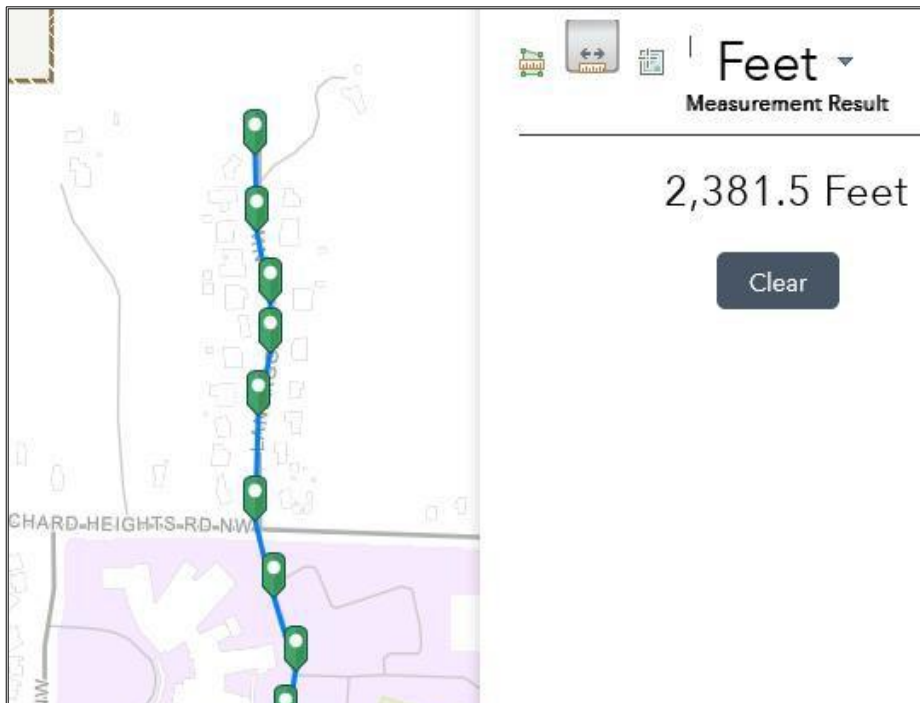 Feet
Measurement Result
2,381.5 Feet
Clear
CHARD-HEIGHTS-RD-NW